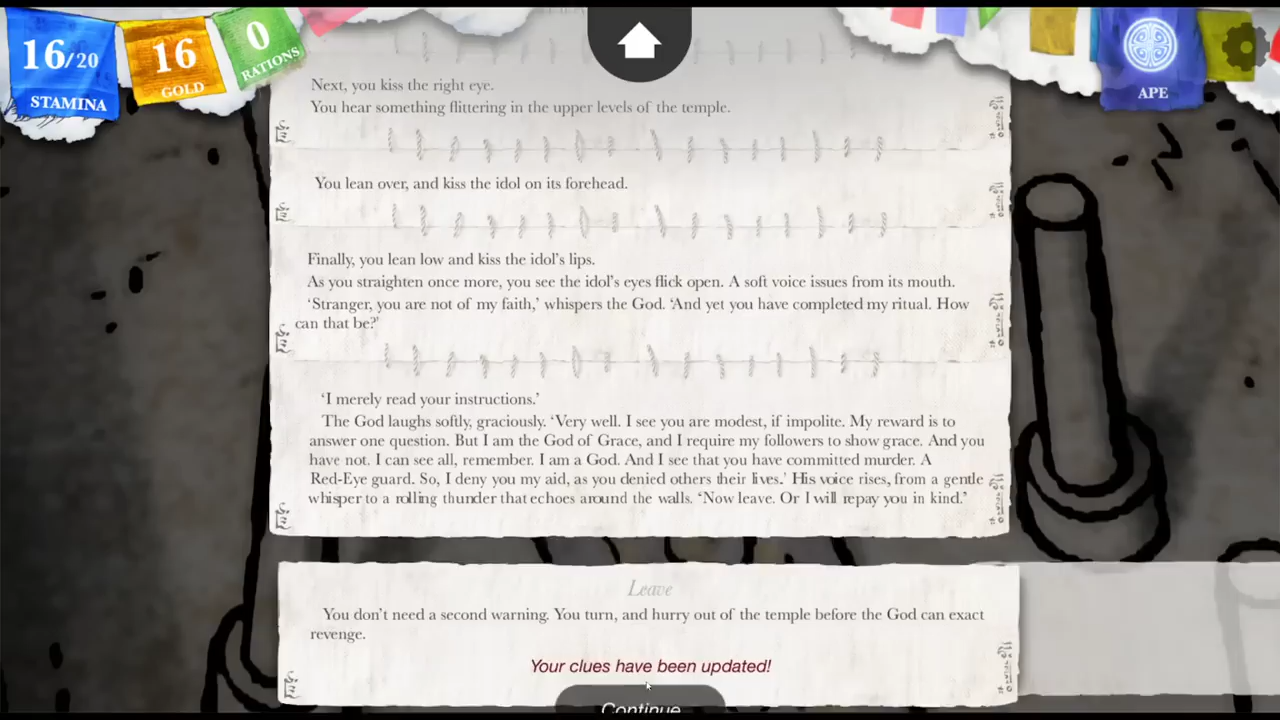 16/20
STAMINA
16
GOLD
0
RATIONS
APE
Next, you kiss the right eye.
You hear something flittering in the upper levels of the temple.
You lean over, and kiss the idol on its forehead.
Finally, you lean low and kiss the idol’s lips.
As you straighten once more, you see the idol’s eyes flick open. A soft voice issues from its mouth.
‘Stranger, you are not of my faith,’ whispers the God. ‘And yet you have completed my ritual. How
can that be?’
‘I merely read your instructions.’
The God laughs softly, graciously. ‘Very well. I see you are modest, if impolite. My reward is to
answer one question. But I am the God of Grace, and I require my followers to show grace. And you
have not. I can see all, remember. I am a God. And I see that you have committed murder. A
Red-Eye guard. So, I deny you my aid, as you denied others their lives.’ His voice rises, from a gentle
whisper to a rolling thunder that echoes around the walls. ‘Now leave. Or I will repay you in kind.’
Leave
You don’t need a second warning. You turn, and hurry out of the temple before the God can exact
revenge.
Your clues have been updated!
Continue